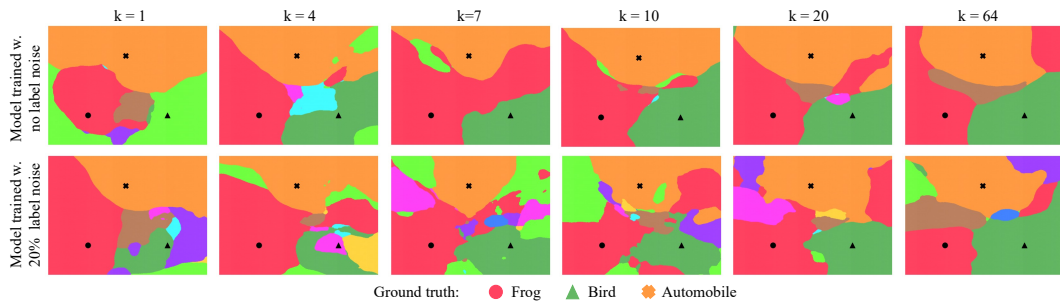 k = 1 k = 4 k=7 k = 10 k = 20 k = 64
Model trained w.
no label noise
Model trained w.
20% label noise
Ground truth: Frog Bird Automobile